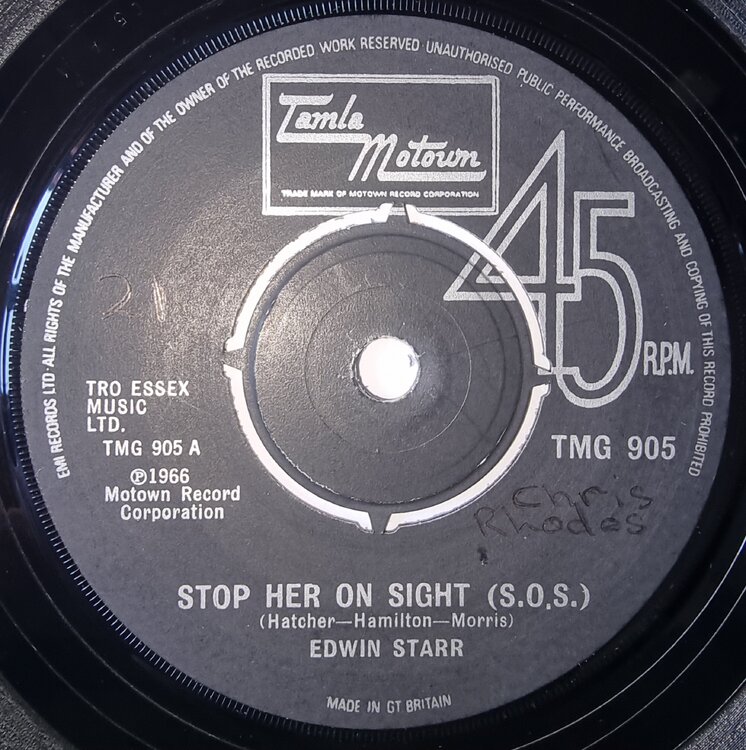 EMI RECORDS LTD·ALL RIGHTS OF THE MANUFACTURER AND OF THE OWNER OF THE RECORDED WORK RESERVED UNAUTHORISED PUBLIC PERFORMANCE BROADCASTING AND COPYING OF THIS RECORD PROHIBITED
Tamla
Motown
TRADE MARK OF MOTOWN RECORD CORPORATION
45
R.P.M.
TRO ESSEX
MUSIC
LTD.
TMG 905 A
℗1966
Motown Record
Corporation
TMG 905
Chris
Rhodes
STOP HER ON SIGHT (S.O.S.)
(Hatcher—Hamilton—Morris)
EDWIN STARR
MADE IN GT BRITAIN